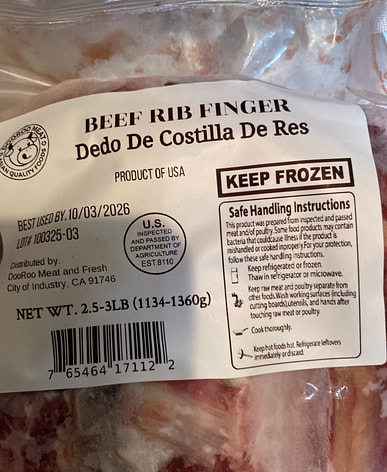 DOOROO MEAT
ASIAN QUALITY FOODS
BEEF RIB FINGER
Dedo De Costilla De Res
PRODUCT OF USA
KEEP FROZEN
BEST USED BY. 10/03/2026
LOT# 100325-03
U.S.
INSPECTED
AND PASSED BY
DEPARTMENT OF
AGRICULTURE
EST.8110
Distributed by.
DooRoo Meat and Fresh
City of Industry, CA 91746
NET WT. 2.5-3LB (1134-1360g)
7 65464 17112 2
Safe Handling Instructions
This product was prepared from inspected and passed
meat and/or poultry. Some food products may contain
bacteria that could cause illness if the product is
mishandled or cooked improperly. For your protection,
follow these safe handling instructions.
Keep refrigerated or frozen.
Thaw in refrigerator or microwave.
Keep raw meat and poultry separate from
other foods. Wash working surfaces (including
cutting boards), utensils, and hands after
touching raw meat or poultry.
Cook thoroughly.
Keep hot foods hot. Refrigerate leftovers
immediately or discard.